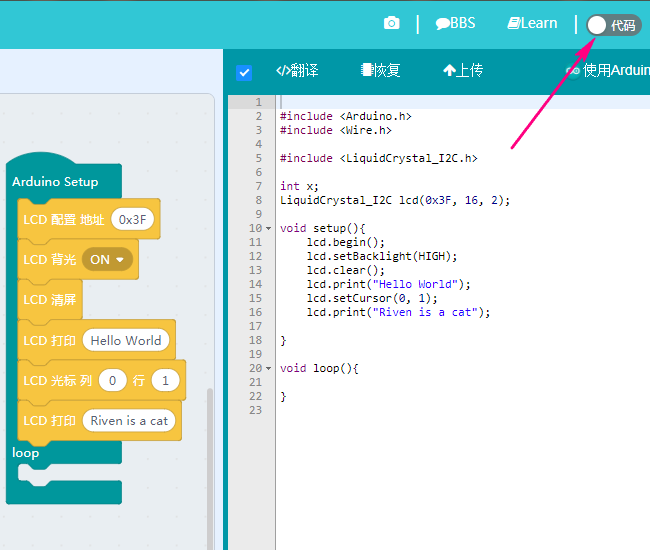 BBS
Learn
代码
翻译
恢复
上传
使用Arduin
Arduino Setup
LCD 配置 地址 0x3F
LCD 背光 ON
LCD 清屏
LCD 打印 Hello World
LCD 光标 列 0 行 1
LCD 打印 Riven is a cat
loop
1
2 #include <Arduino.h>
3 #include <Wire.h>
4
5 #include <LiquidCrystal_I2C.h>
6
7 int x;
8 LiquidCrystal_I2C lcd(0x3F, 16, 2);
9
10 void setup(){
11 lcd.begin();
12 lcd.setBacklight(HIGH);
13 lcd.clear();
14 lcd.print("Hello World");
15 lcd.setCursor(0, 1);
16 lcd.print("Riven is a cat");
17
18 }
19
20 void loop(){
21
22 }
23